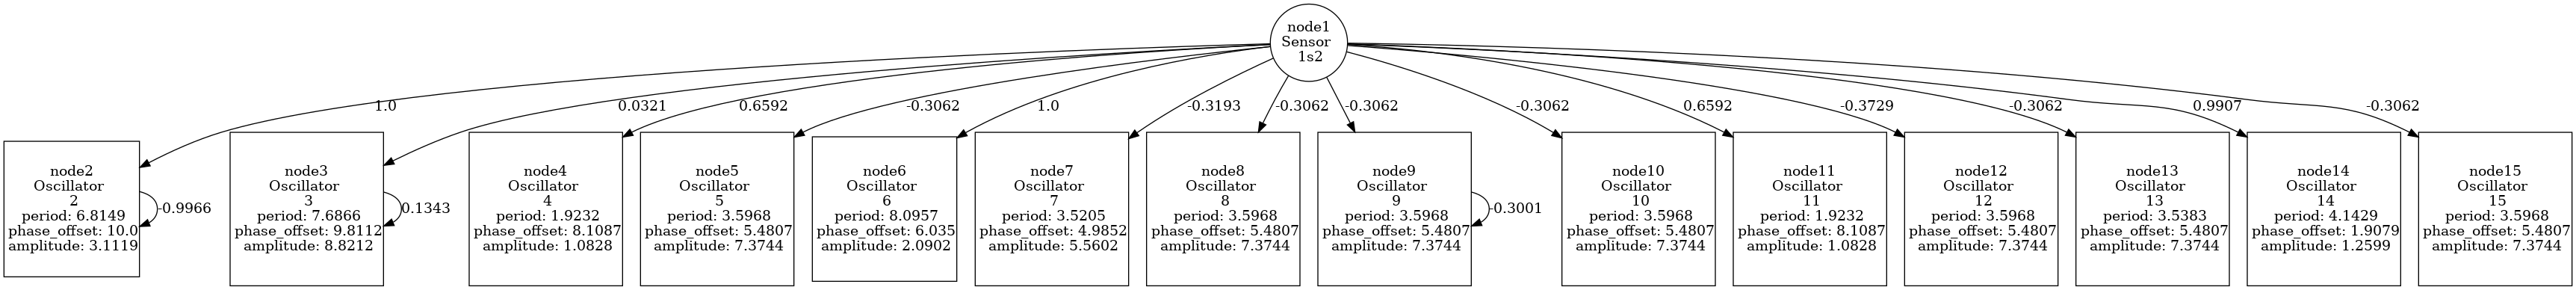 node1
Sensor
1s2
1.0
0.0321
0.6592
-0.3062
1.0
-0.3193
-0.3062
-0.3062
-0.3062
0.6592
-0.3729
-0.3062
0.9907
-0.3062
node2
Oscillator
2
period: 6.8149
phase_offset: 10.0
amplitude: 3.1119
-0.9966
node3
Oscillator
3
period: 7.6866
phase_offset: 9.8112
amplitude: 8.8212
0.1343
node4
Oscillator
4
period: 1.9232
phase_offset: 8.1087
amplitude: 1.0828
node5
Oscillator
5
period: 3.5968
phase_offset: 5.4807
amplitude: 7.3744
node6
Oscillator
6
period: 8.0957
phase_offset: 6.035
amplitude: 2.0902
node7
Oscillator
7
period: 3.5205
phase_offset: 4.9852
amplitude: 5.5602
node8
Oscillator
8
period: 3.5968
phase_offset: 5.4807
amplitude: 7.3744
node9
Oscillator
9
period: 3.5968
phase_offset: 5.4807
amplitude: 7.3744
-0.3001
node10
Oscillator
10
period: 3.5968
phase_offset: 5.4807
amplitude: 7.3744
node11
Oscillator
11
period: 1.9232
phase_offset: 8.1087
amplitude: 1.0828
node12
Oscillator
12
period: 3.5968
phase_offset: 5.4807
amplitude: 7.3744
node13
Oscillator
13
period: 3.5383
phase_offset: 5.4807
amplitude: 7.3744
node14
Oscillator
14
period: 4.1429
phase_offset: 1.9079
amplitude: 1.2599
node15
Oscillator
15
period: 3.5968
phase_offset: 5.4807
amplitude: 7.3744